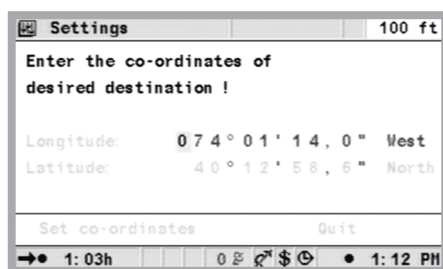 Settings 100 ft
Enter the co-ordinates of
desired destination !
Longitude: 074°01'14,0" West
Latitude: 40°12'58,6" North
Set co-ordinates Quit
1:03h 0 $ 1:12 PM